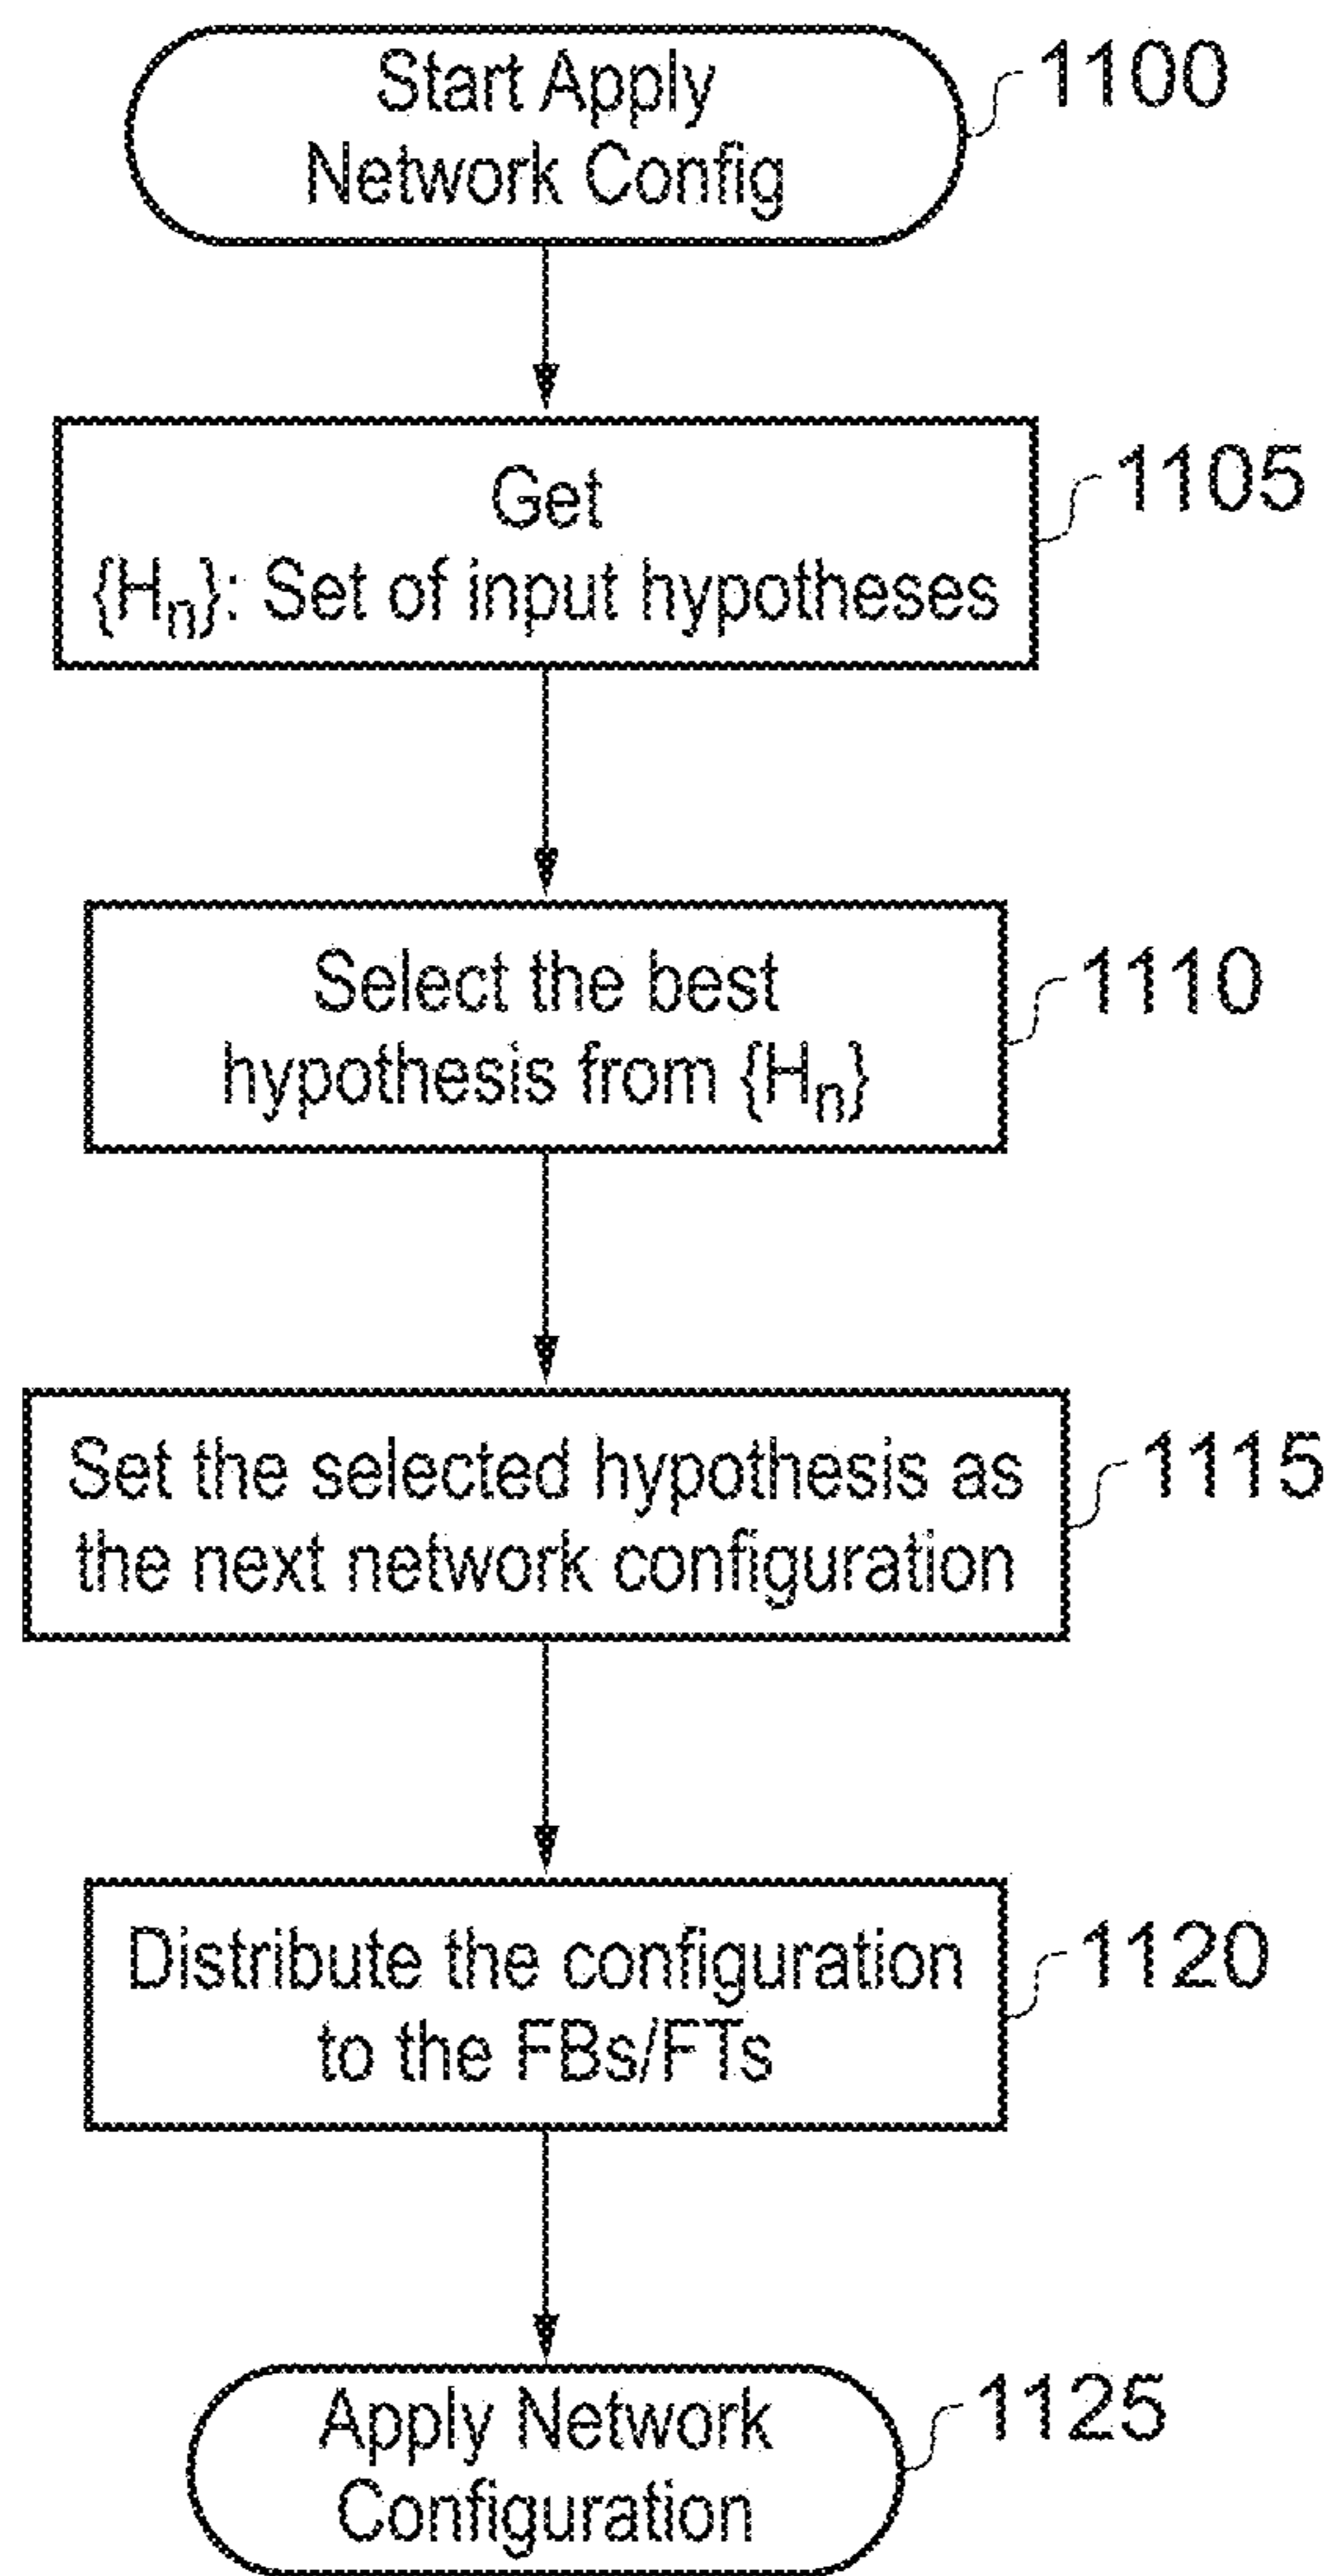 Start Apply
Network Config
1100
Get
{Hn}: Set of input hypotheses
1105
Select the best
hypothesis from {Hn}
1110
Set the selected hypothesis as
the next network configuration
1115
Distribute the configuration
to the FBs/FTs
1120
Apply Network
Configuration
1125